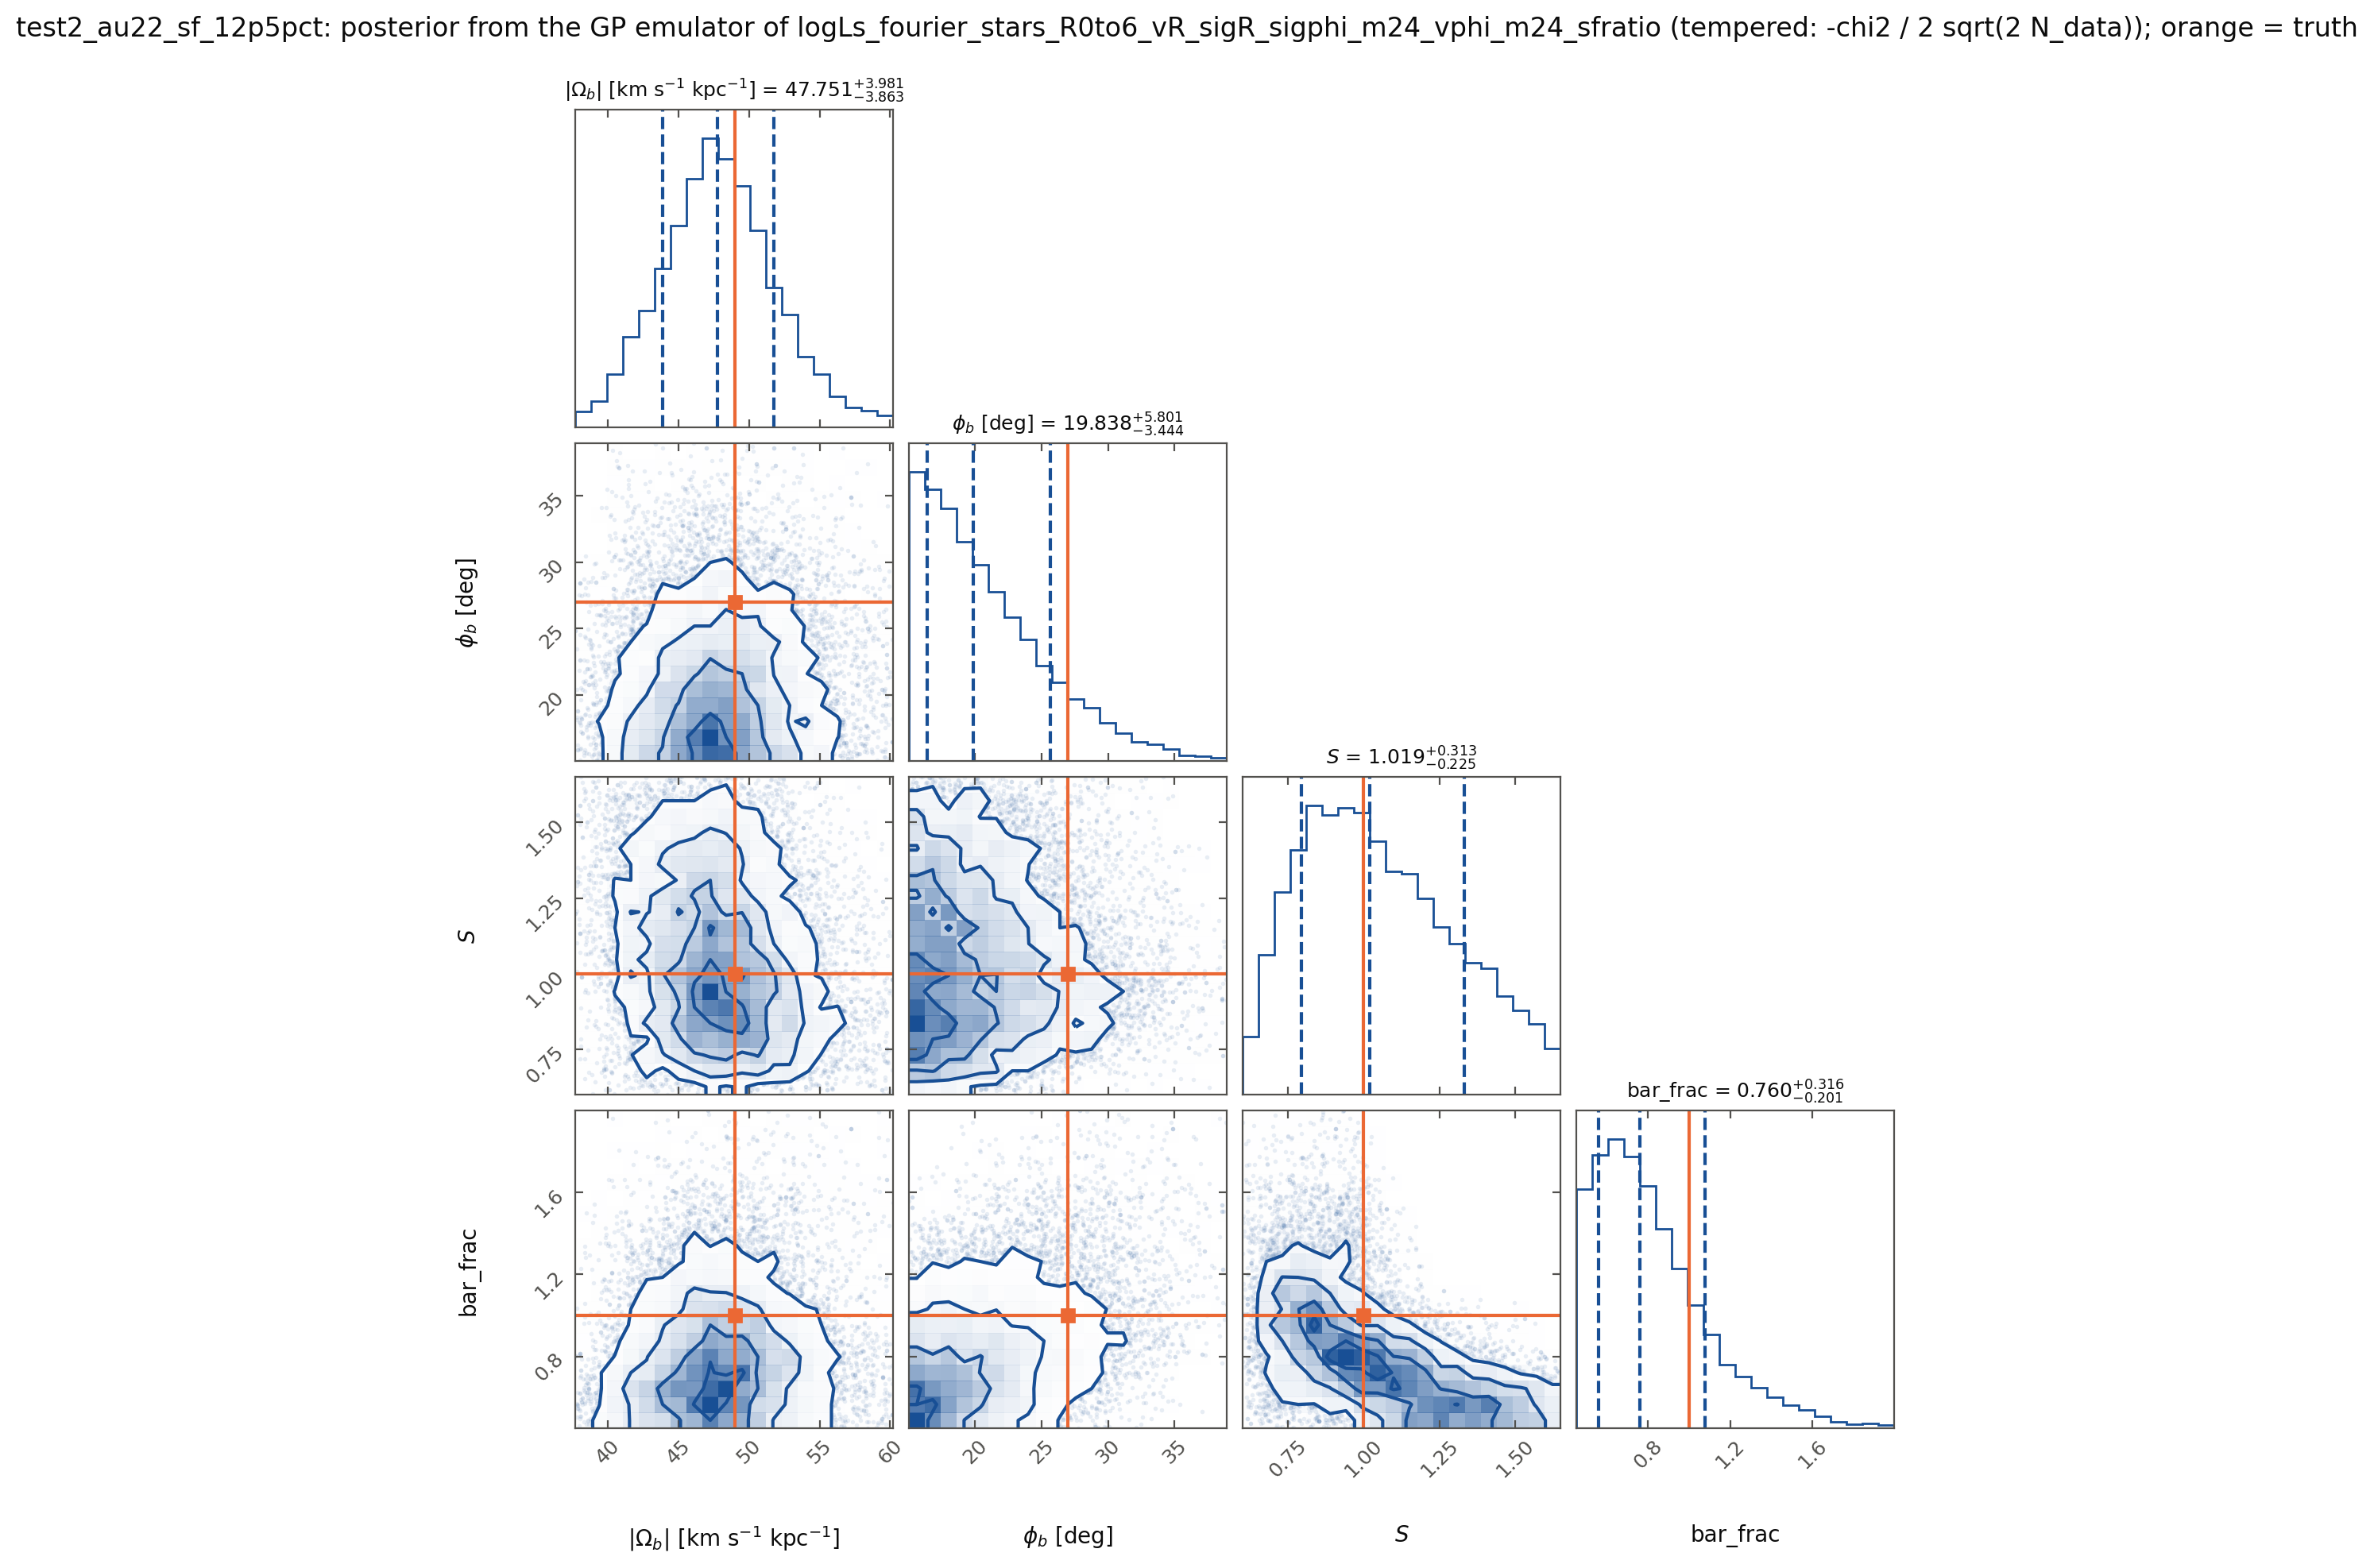 test2_au22_sf_12p5pct: posterior from the GP emulator of logLs_fourier_stars_R0to6_vR_sigR_sigphi_m24_vphi_m24_sfratio (tempered: -chi2 / 2 sqrt(2 N_data)); orange = truth
|Ω_b| [km s⁻¹ kpc⁻¹] = 47.751^{+3.981}_{−3.863}
ϕ_b [deg] = 19.838^{+5.801}_{−3.444}
35
30
25
20
ϕ_b [deg]
S = 1.019^{+0.313}_{−0.225}
1.50
1.25
1.00
0.75
S
bar_frac = 0.760^{+0.316}_{−0.201}
1.6
1.2
0.8
bar_frac
40 45 50 55 60 20 25 30 35 0.75 1.00 1.25 1.50 0.8 1.2 1.6
|Ω_b| [km s⁻¹ kpc⁻¹] ϕ_b [deg] S bar_frac